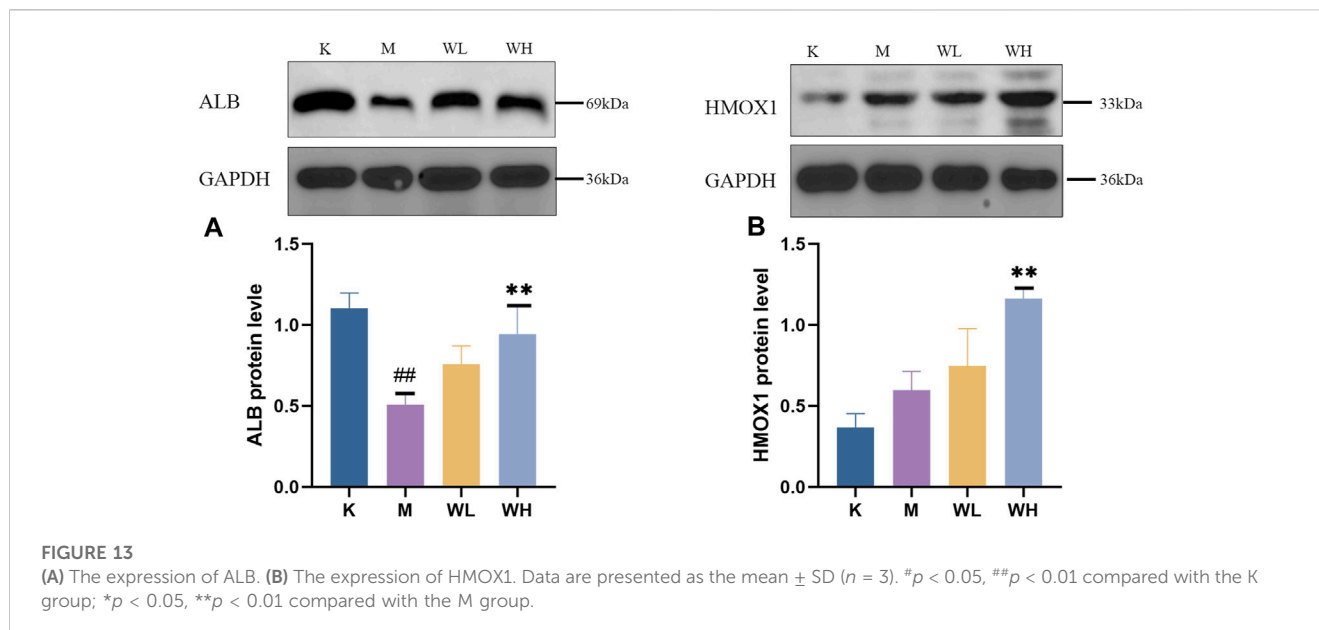 K M WL WH
ALB 69kDa
GAPDH 36kDa
A
1.5
1.0
0.5
0.0
ALB protein levle
##
**
K M WL WH
K M WL WH
HMOX1 33kDa
GAPDH 36kDa
B
1.5
1.0
0.5
0.0
HMOX1 protein level
**
K M WL WH
FIGURE 13
(A) The expression of ALB. (B) The expression of HMOX1. Data are presented as the mean ± SD (n = 3). #p < 0.05, ##p < 0.01 compared with the K
group; *p < 0.05, **p < 0.01 compared with the M group.